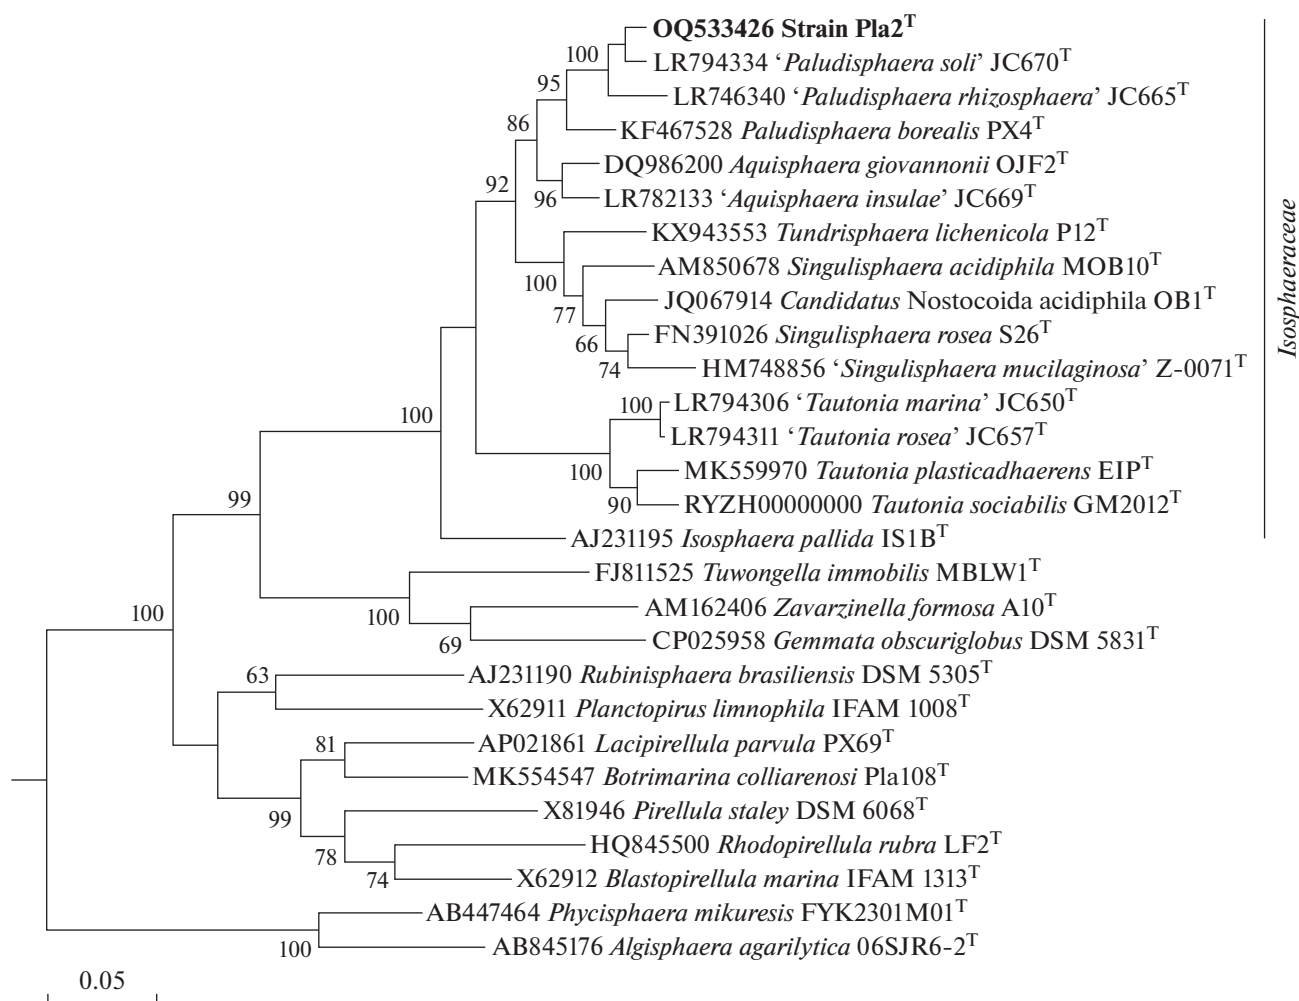 OQ533426 Strain Pla2T
100
LR794334 ‘Paludisphaera soli’ JC670T
95
LR746340 ‘Paludisphaera rhizosphaera’ JC665T
86
KF467528 Paludisphaera borealis PX4T
DQ986200 Aquisphaera giovannonii OJF2T
92
96
LR782133 ‘Aquisphaera insulae’ JC669T
KX943553 Tundrisphaera lichenicola P12T
AM850678 Singulisphaera acidiphila MOB10T
100
JQ067914 Candidatus Nostocoida acidiphila OB1T
77
FN391026 Singulisphaera rosea S26T
66
HM748856 ‘Singulisphaera mucilaginosa’ Z-0071T
74
Isosphaeraceae
100
LR794306 ‘Tautonia marina’ JC650T
100
LR794311 ‘Tautonia rosea’ JC657T
100
MK559970 Tautonia plasticadhaerens EIPT
99
90
RYZH00000000 Tautonia sociabilis GM2012T
AJ231195 Isosphaera pallida IS1BT
FJ811525 Tuwongella immobilis MBLW1T
100
100
AM162406 Zavarzinella formosa A10T
69
CP025958 Gemmata obscuriglobus DSM 5831T
63
AJ231190 Rubinisphaera brasiliensis DSM 5305T
X62911 Planctopirus limnophila IFAM 1008T
81
AP021861 Lacipirellula parvula PX69T
MK554547 Botrimarina colliarenosi Pla108T
99
X81946 Pirellula staley DSM 6068T
HQ845500 Rhodopirellula rubra LF2T
78
74
X62912 Blastopirellula marina IFAM 1313T
AB447464 Phycisphaera mikuresis FYK2301M01T
100
AB845176 Algisphaera agarilytica 06SJR6-2T
0.05